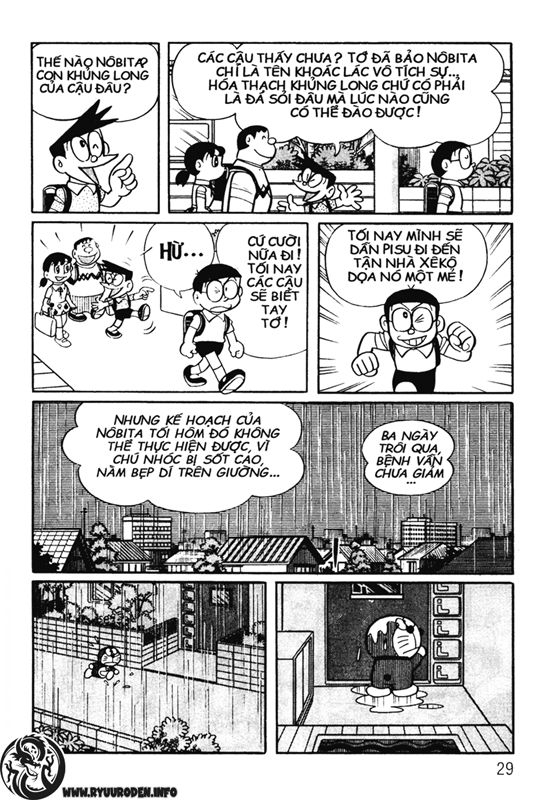 THẾ NÀO NÔBITA?
CON KHỦNG LONG
CỦA CẬU ĐÂU?
CÁC CẬU THẤY CHƯA? TỚ ĐÃ BẢO NÔBITA
CHỈ LÀ TÊN KHOÁC LÁC VÔ TÍCH SỰ...
HÓA THẠCH KHỦNG LONG CHỨ CÓ PHẢI
LÀ ĐÁ SỎI ĐÂU MÀ LÚC NÀO CŨNG
CÓ THỂ ĐÀO ĐƯỢC!
HỪ...
CỨ CƯỜI
NỮA ĐI!
TỐI NAY
CÁC CẬU
SẼ BIẾT
TAY
TỚ!
TỐI NAY MÌNH SẼ
DẪN PISU ĐI ĐẾN
TẬN NHÀ XÊKÔ
DỌA NÓ MỘT MẺ!
NHƯNG KẾ HOẠCH CỦA
NÔBITA TỐI HÔM ĐÓ KHÔNG
THỂ THỰC HIỆN ĐƯỢC, VÌ
CHÚ NHÓC BỊ SỐT CAO,
NẰM BẸP DÍ TRÊN GIƯỜNG...
BA NGÀY
TRÔI QUA,
BỆNH VẪN
CHƯA GIẢM
...
29
WWW.RYUURODEN.INFO